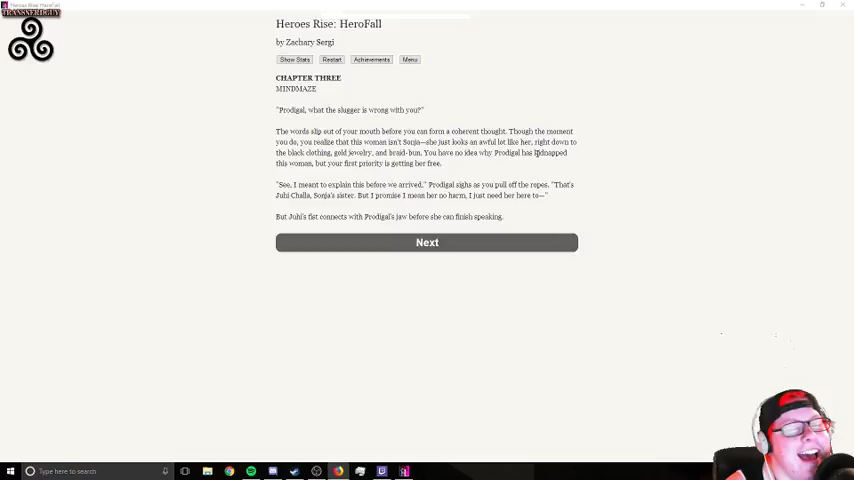 Heroes Rise: HeroFall
TRANSNERDGUY
Heroes Rise: HeroFall
by Zachary Sergi
Show Stats Restart Achievements Menu
CHAPTER THREE
MINDMAZE
"Prodigal, what the slugger is wrong with you?"
The words slip out of your mouth before you can form a coherent thought. Though the moment
you do, you realize that this woman isn't Sonja—she just looks an awful lot like her, right down to
the black clothing, gold jewelry, and braid-bun. You have no idea why Prodigal has kidnapped
this woman, but your first priority is getting her free.
"See, I meant to explain this before we arrived," Prodigal sighs as you pull off the ropes. "That's
Juhi Challa, Sonja's sister. But I promise I mean her no harm, I just need her here to—"
But Juhi's fist connects with Prodigal's jaw before she can finish speaking.
Next
Type here to search